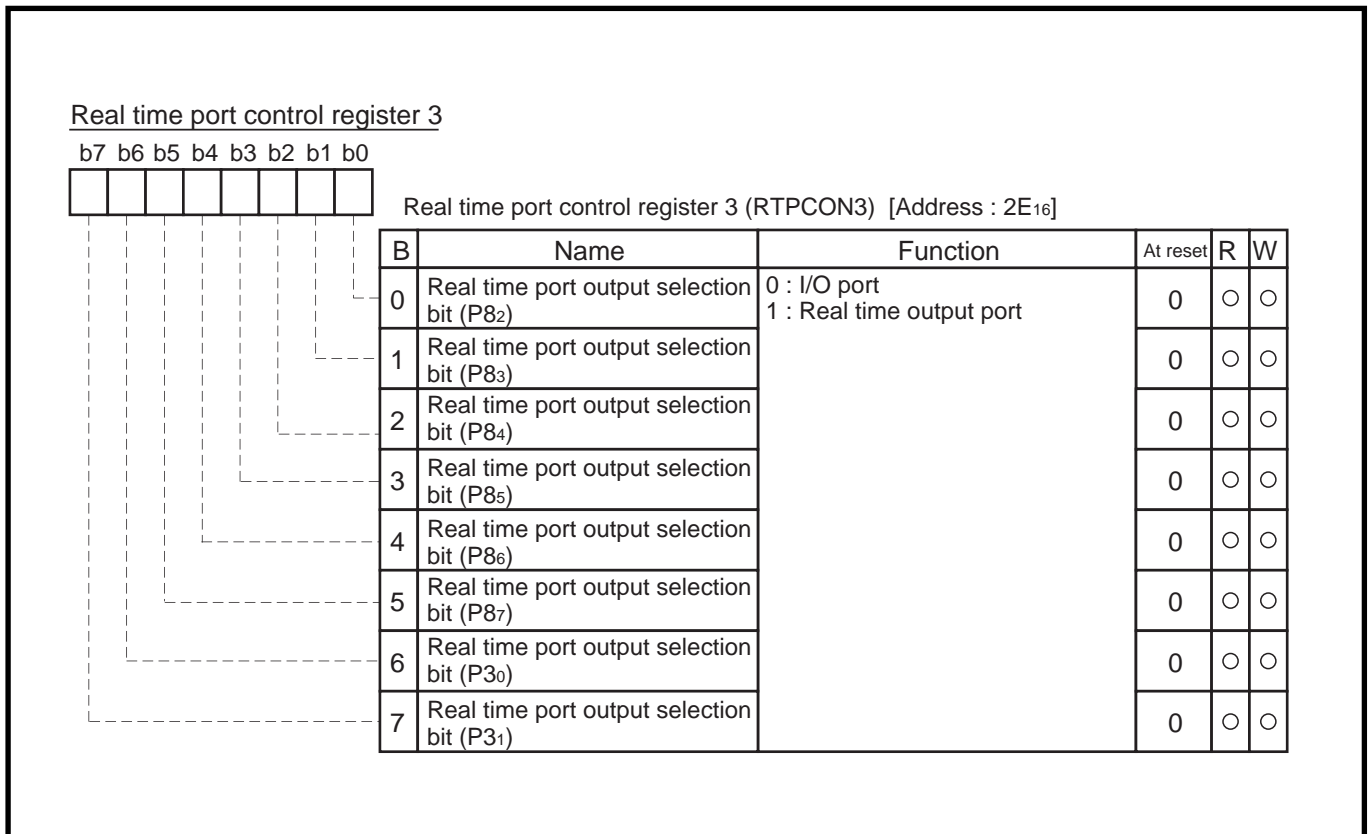 Real time port control register 3
b7 b6 b5 b4 b3 b2 b1 b0
Real time port control register 3 (RTPCON3) [Address : 2E₁₆]
B Name Function At reset R W
0 Real time port output selection bit (P8₂) 0 : I/O port 1 : Real time output port 0 ○ ○
1 Real time port output selection bit (P8₃) 0 ○ ○
2 Real time port output selection bit (P8₄) 0 ○ ○
3 Real time port output selection bit (P8₅) 0 ○ ○
4 Real time port output selection bit (P8₆) 0 ○ ○
5 Real time port output selection bit (P8₇) 0 ○ ○
6 Real time port output selection bit (P3₀) 0 ○ ○
7 Real time port output selection bit (P3₁) 0 ○ ○